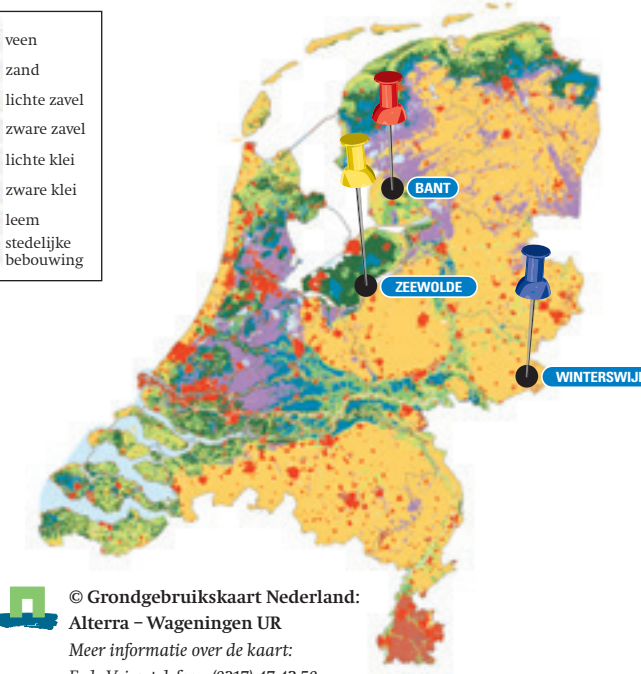 veen
zand
lichte zavel
zware zavel
lichte klei
zware klei
leem
stedelijke
bebouwing
BANT
ZEEWOLDE
© Grondgebruikskaart Nederland:
Alterra – Wageningen UR
Meer informatie over de kaart: